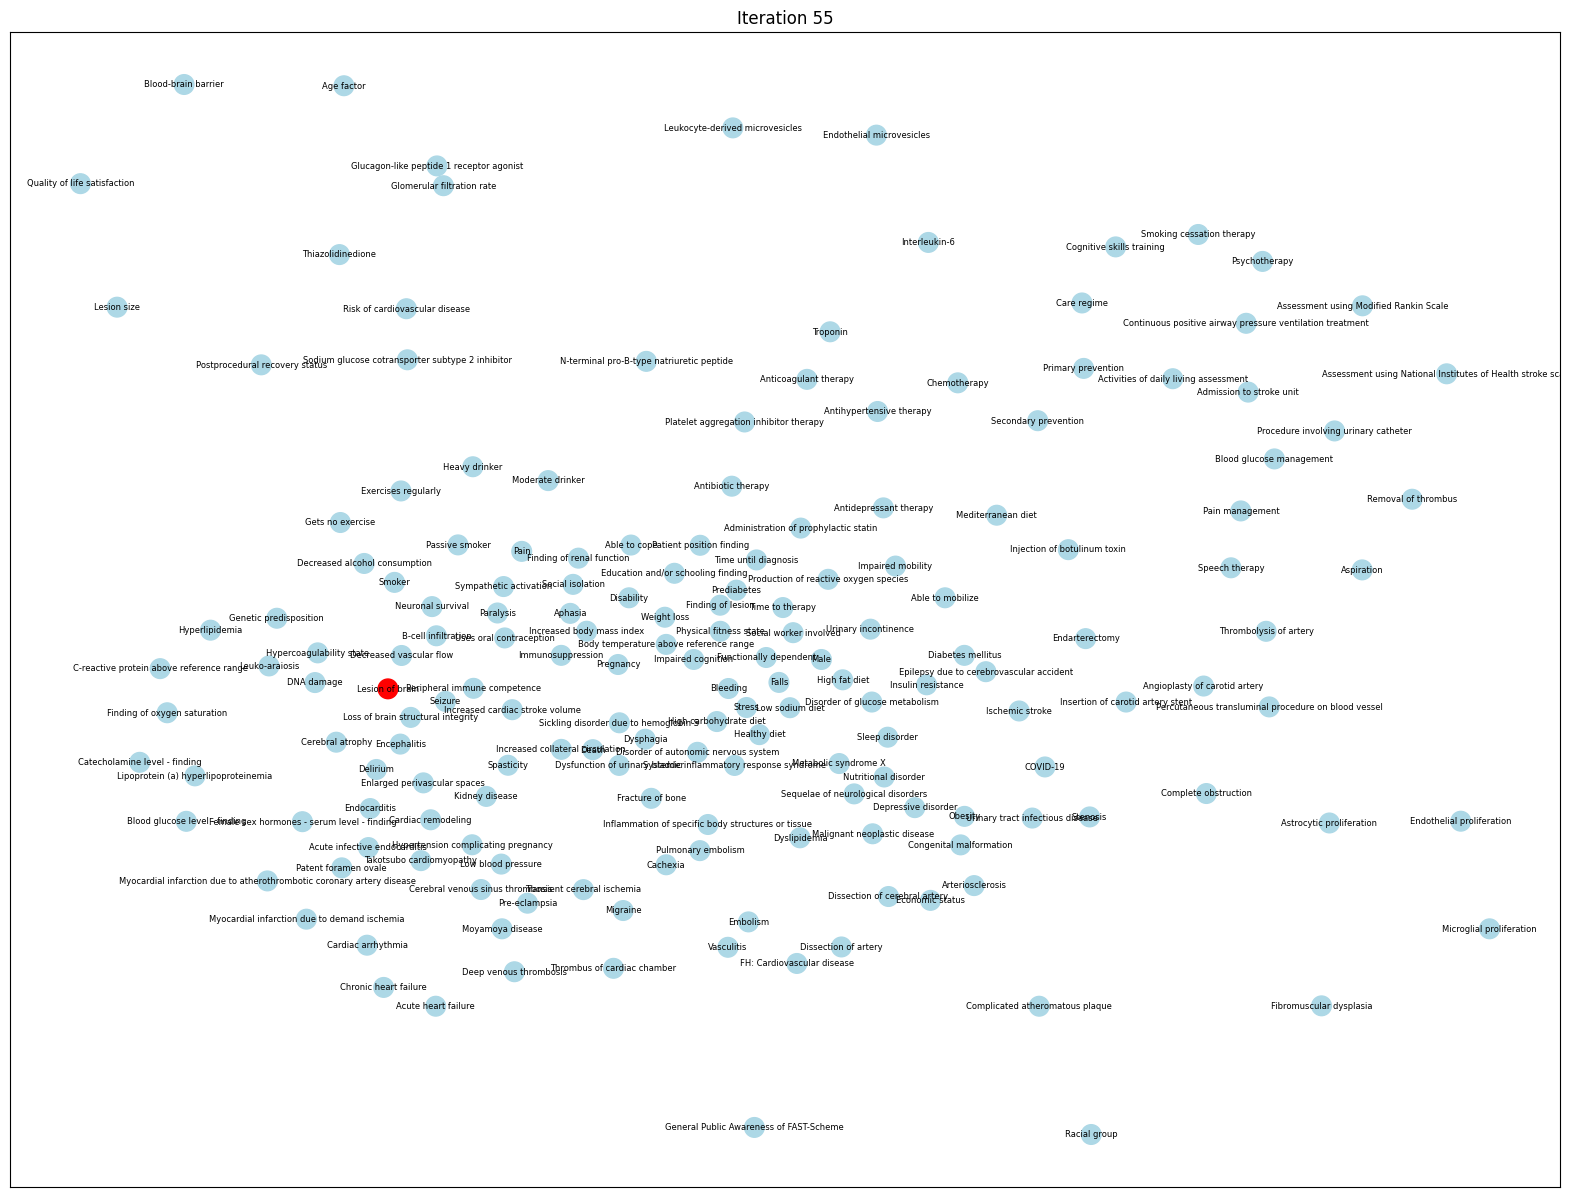 Iteration 55
Blood-brain barrier
Age factor
Leukocyte-derived microvesicles
Endothelial microvesicles
Glucagon-like peptide 1 receptor agonist
Quality of life satisfaction
Glomerular filtration rate
Smoking cessation therapy
Interleukin-6
Cognitive skills training
Thiazolidinedione
Psychotherapy
Care regime
Lesion size
Risk of cardiovascular disease
Assessment using Modified Rankin Scale
Continuous positive airway pressure ventilation treatment
Troponin
Sodium glucose cotransporter subtype 2 inhibitor
N-terminal pro-B-type natriuretic peptide
Postprocedural recovery status
Primary prevention
Assessment using National Institutes of Health stroke sc
Anticoagulant therapy
Activities of daily living assessment
Chemotherapy
Admission to stroke unit
Antihypertensive therapy
Platelet aggregation inhibitor therapy
Secondary prevention
Procedure involving urinary catheter
Blood glucose management
Heavy drinker
Moderate drinker
Antibiotic therapy
Exercises regularly
Removal of thrombus
Antidepressant therapy
Pain management
Mediterranean diet
Gets no exercise
Administration of prophylactic statin
Passive smoker
Able to cope
Patient position finding
Injection of botulinum toxin
Pain
Finding of renal function
Time until diagnosis
Decreased alcohol consumption
Impaired mobility
Speech therapy
Aspiration
Education and/or schooling finding
Production of reactive oxygen species
Smoker
Sympathetic activation
Social isolation
Prediabetes
Disability
Able to mobilize
Neuronal survival
Finding of lesion
Time to therapy
Paralysis
Aphasia
Weight loss
Genetic predisposition
Hyperlipidemia
Increased body mass index
Physical fitness state
Social worker involved
Urinary incontinence
Thrombolysis of artery
B-cell infiltration
Uses oral contraception
Endarterectomy
Body temperature above reference range
Hypercoagulability state
Decreased vascular flow
Immunosuppression
Impaired cognition
Functionally dependent
Male
Diabetes mellitus
Pregnancy
Leuko-araiosis
C-reactive protein above reference range
Epilepsy due to cerebrovascular accident
High fat diet
DNA damage
Falls
Insulin resistance
Angioplasty of carotid artery
Lesion of brain
Peripheral immune competence
Bleeding
Seizure
Disorder of glucose metabolism
Insertion of carotid artery stent
Stress
Low sodium diet
Percutaneous transluminal procedure on blood vessel
Increased cardiac stroke volume
Ischemic stroke
Finding of oxygen saturation
Loss of brain structural integrity
High carbohydrate diet
Sickling disorder due to hemoglobin S
Healthy diet
Sleep disorder
Dysphagia
Cerebral atrophy
Encephalitis
Increased collateral circulation
Death
Disorder of autonomic nervous system
Catecholamine level - finding
Metabolic syndrome X
Spasticity
Dysfunction of urinary bladder
Systemic inflammatory response syndrome
COVID-19
Delirium
Lipoprotein (a) hyperlipoproteinemia
Nutritional disorder
Enlarged perivascular spaces
Complete obstruction
Sequelae of neurological disorders
Kidney disease
Fracture of bone
Endocarditis
Depressive disorder
Obesity
Urinary tract infectious disease
Stenosis
Cardiac remodeling
Blood glucose level - finding
Female sex hormones - serum level - finding
Endothelial proliferation
Astrocytic proliferation
Inflammation of specific body structures or tissue
Malignant neoplastic disease
Dyslipidemia
Hypertension complicating pregnancy
Congenital malformation
Acute infective endocarditis
Pulmonary embolism
Takotsubo cardiomyopathy
Low blood pressure
Cachexia
Patent foramen ovale
Myocardial infarction due to atherothrombotic coronary artery disease
Arteriosclerosis
Cerebral venous sinus thrombosis
Transient cerebral ischemia
Dissection of cerebral artery
Economic status
Pre-eclampsia
Migraine
Myocardial infarction due to demand ischemia
Embolism
Moyamoya disease
Microglial proliferation
Cardiac arrhythmia
Vasculitis
Dissection of artery
FH: Cardiovascular disease
Thrombus of cardiac chamber
Deep venous thrombosis
Chronic heart failure
Acute heart failure
Complicated atheromatous plaque
Fibromuscular dysplasia
General Public Awareness of FAST-Scheme
Racial group